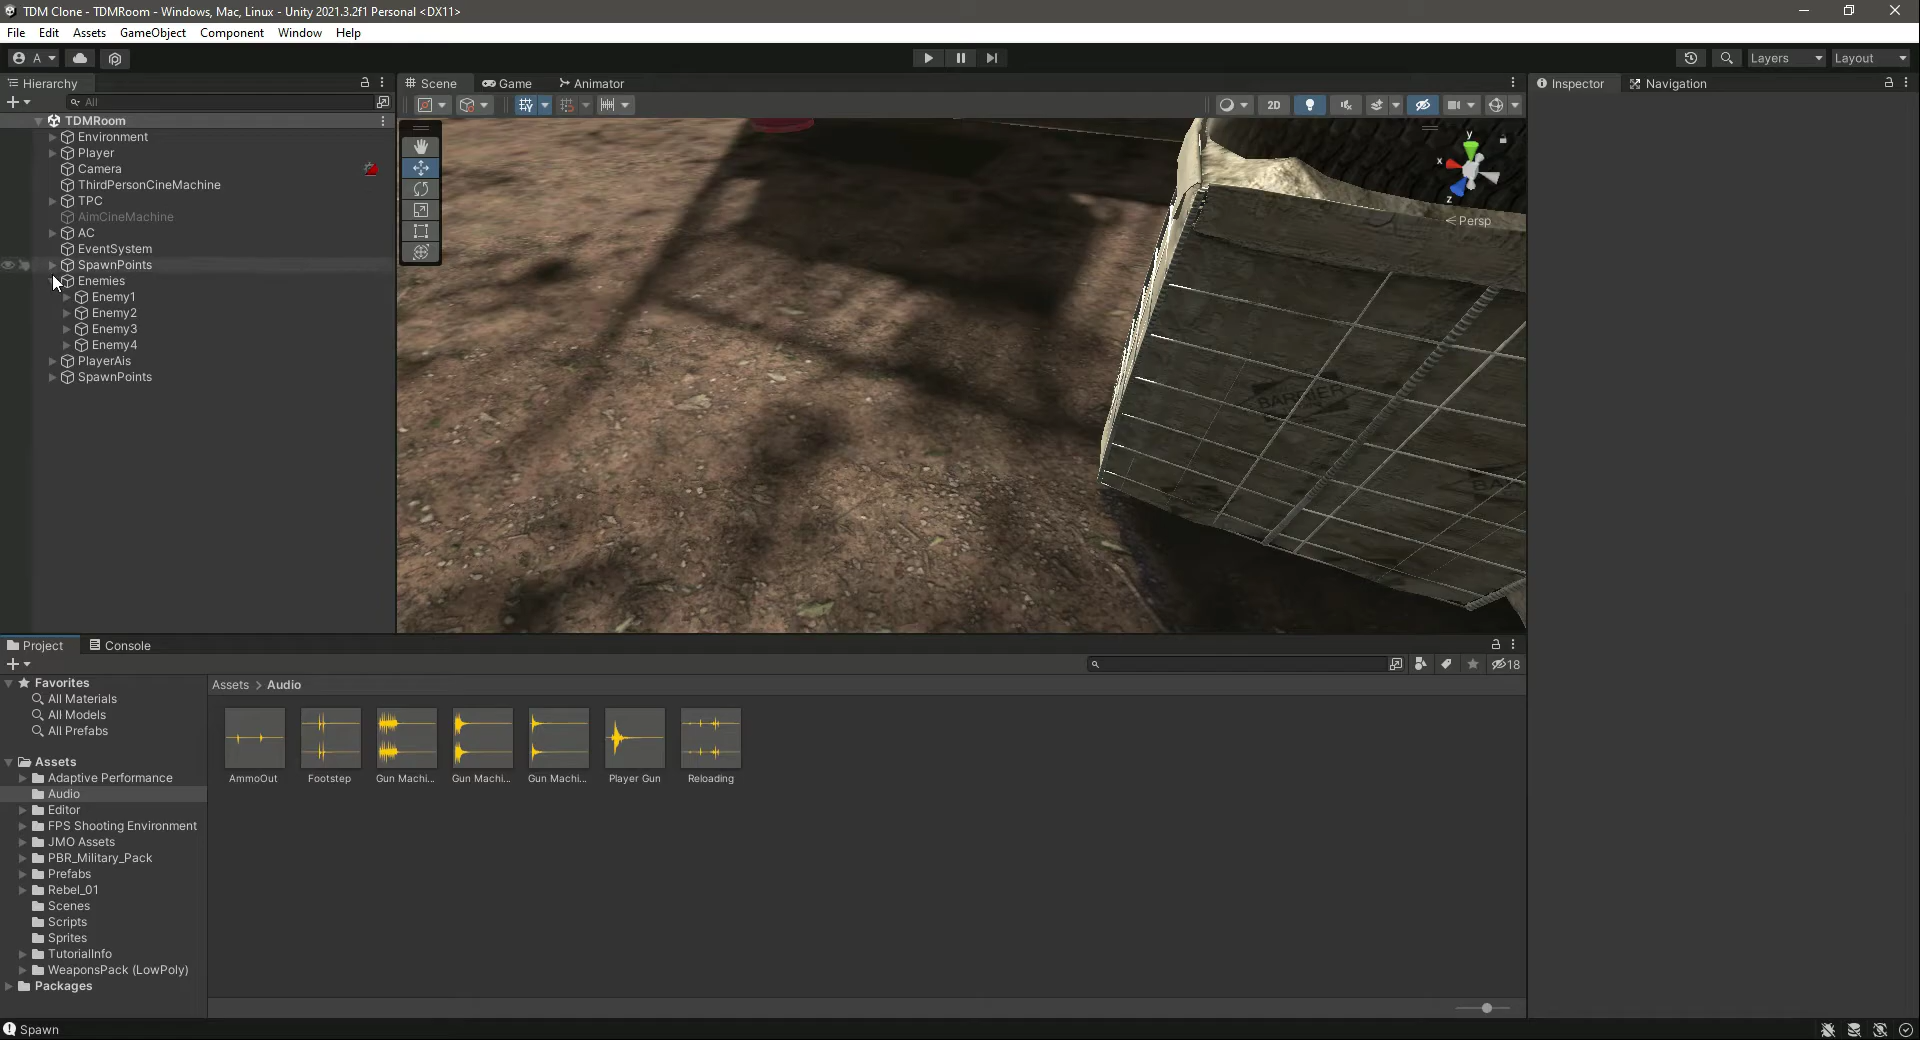 TDM Clone - TDMRoom - Windows, Mac, Linux - Unity 2021.3.2f1 Personal <DX11>
File Edit Assets GameObject Component Window Help
A Layers Layout
Hierarchy Scene Game Animator Inspector Navigation
All 2D
TDMRoom
Environment
Player
Camera
ThirdPersonCineMachine
TPC
AimCineMachine
AC
EventSystem
SpawnPoints
Enemies
Enemy1
Enemy2
Enemy3
Enemy4
PlayerAis
SpawnPoints
y
x
z
Persp
BARRIER
Project Console
18
Favorites
All Materials
All Models
All Prefabs
Assets
Adaptive Performance
Audio
Editor
FPS Shooting Environment
JMO Assets
PBR_Military_Pack
Prefabs
Rebel_01
Scenes
Scripts
Sprites
TutorialInfo
WeaponsPack (LowPoly)
Packages
Assets > Audio
AmmoOut Footstep Gun Machi... Gun Machi... Gun Machi... Player Gun Reloading
Spawn